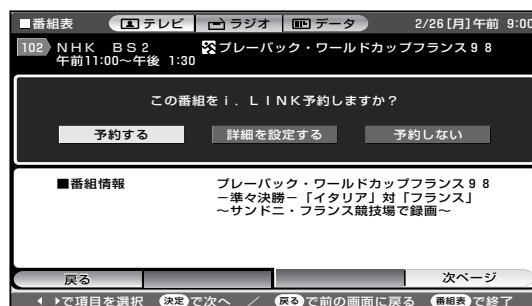 ■番組表 テレビ ラジオ データ 2/26[月]午前 9:00
102 NHK BS2 プレーバック・ワールドカップフランス98
午前11:00～午後 1:30
この番組をi．LINK予約しますか？
予約する 詳細を設定する 予約しない
■番組情報 プレーバック・ワールドカップフランス98
－準々決勝－「イタリア」対「フランス」
～サンドニ・フランス競技場で録画～
戻る 次ページ
で項目を選択 決定で次へ ／ 戻るで前の画面に戻る 番組表で終了